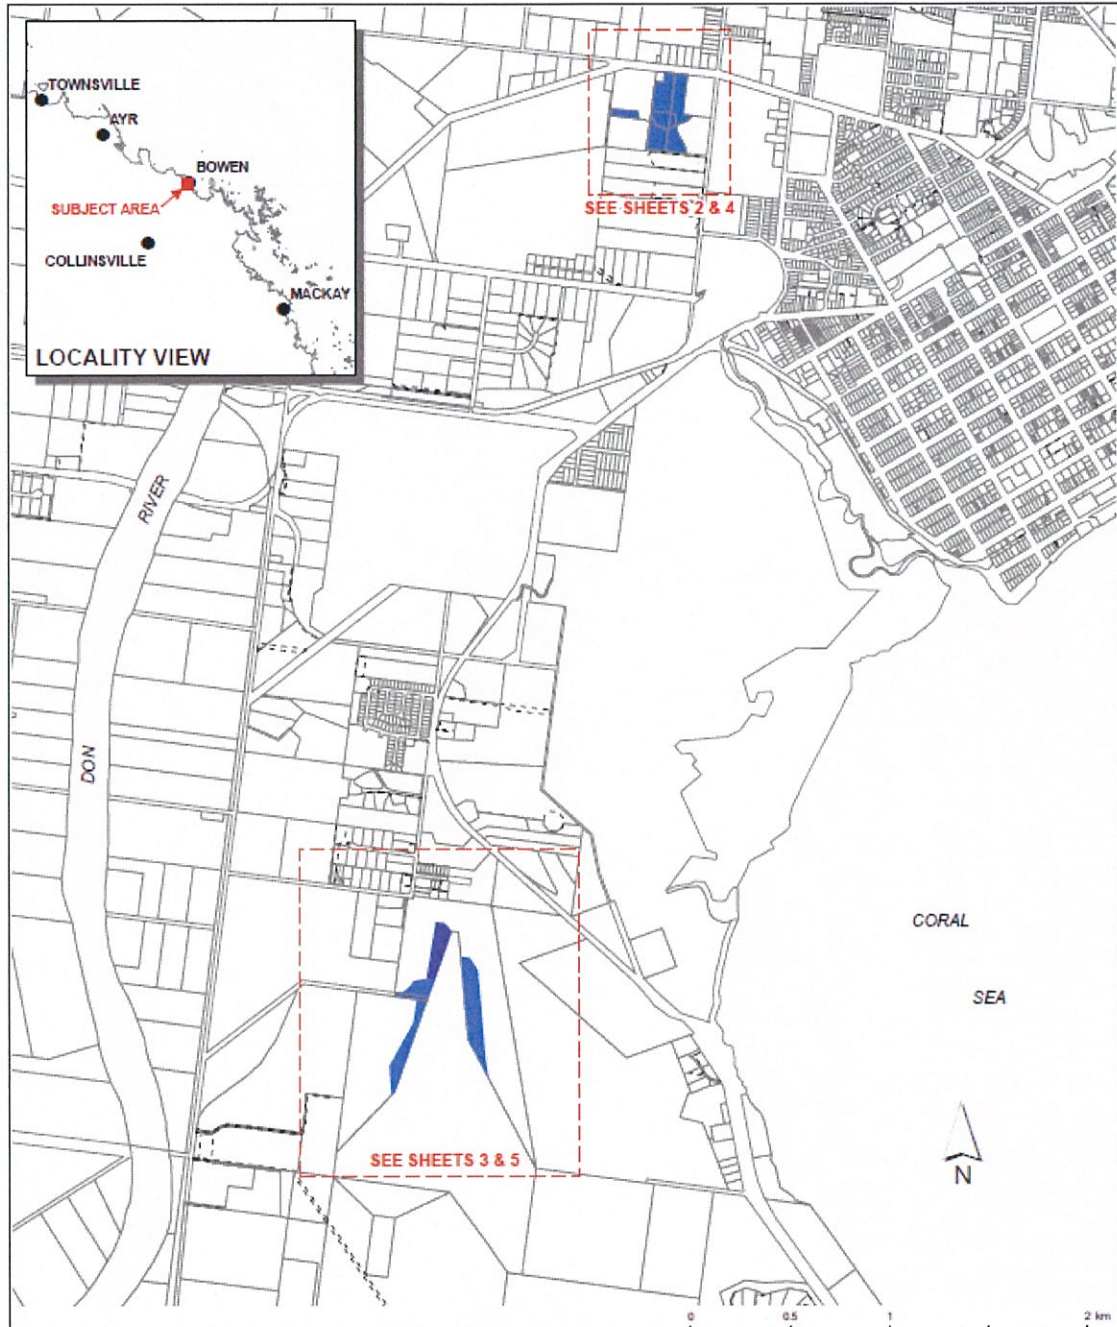 TOWNSVILLE
AYR
BOWEN
SUBJECT AREA
COLLINSVILLE
MACKAY
LOCALITY VIEW
SEE SHEETS 2 & 4
RIVER
DON
CORAL
SEA
SEE SHEETS 3 & 5
N
0 0.5 1 2 km